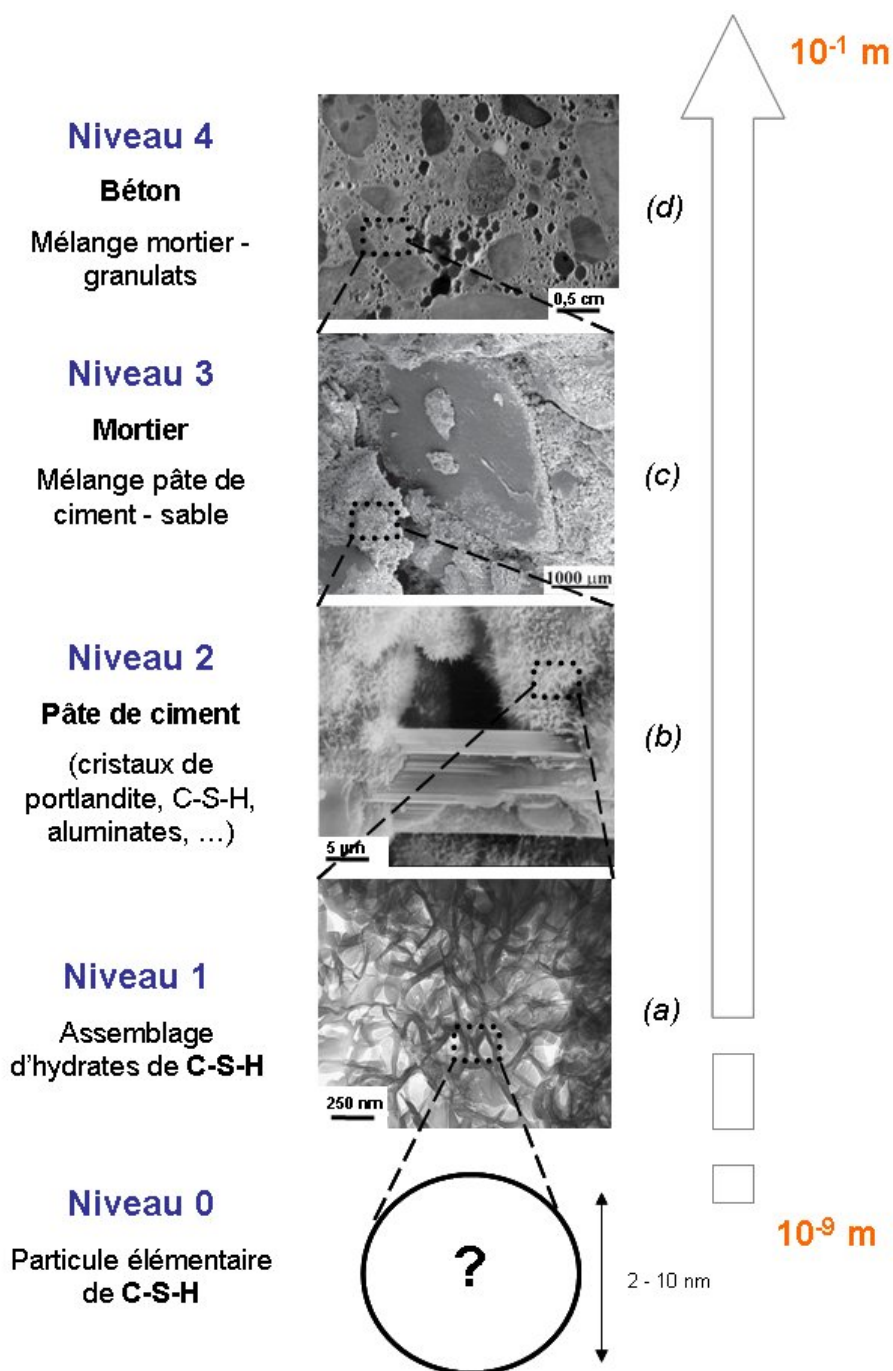 10-1 m
Niveau 4
Béton
Mélange mortier -
granulats
(d)
0,5 cm
Niveau 3
Mortier
Mélange pâte de
ciment - sable
(c)
1000 µm
Niveau 2
Pâte de ciment
(cristaux de
portlandite, C-S-H,
aluminates, …)
(b)
5 µm
Niveau 1
Assemblage
d'hydrates de C-S-H
(a)
250 nm
Niveau 0
Particule élémentaire
de C-S-H
?
2 - 10 nm
10-9 m